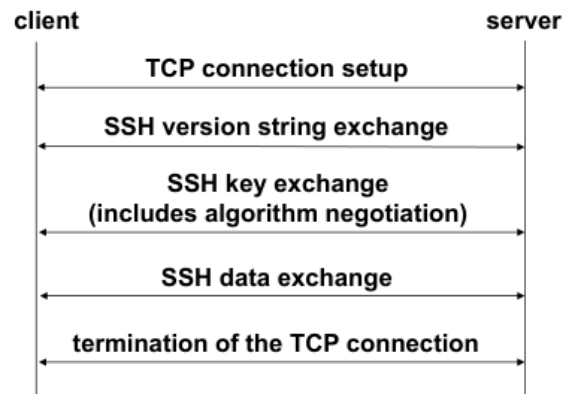 client server
TCP connection setup
SSH version string exchange
SSH key exchange
(includes algorithm negotiation)
SSH data exchange
termination of the TCP connection